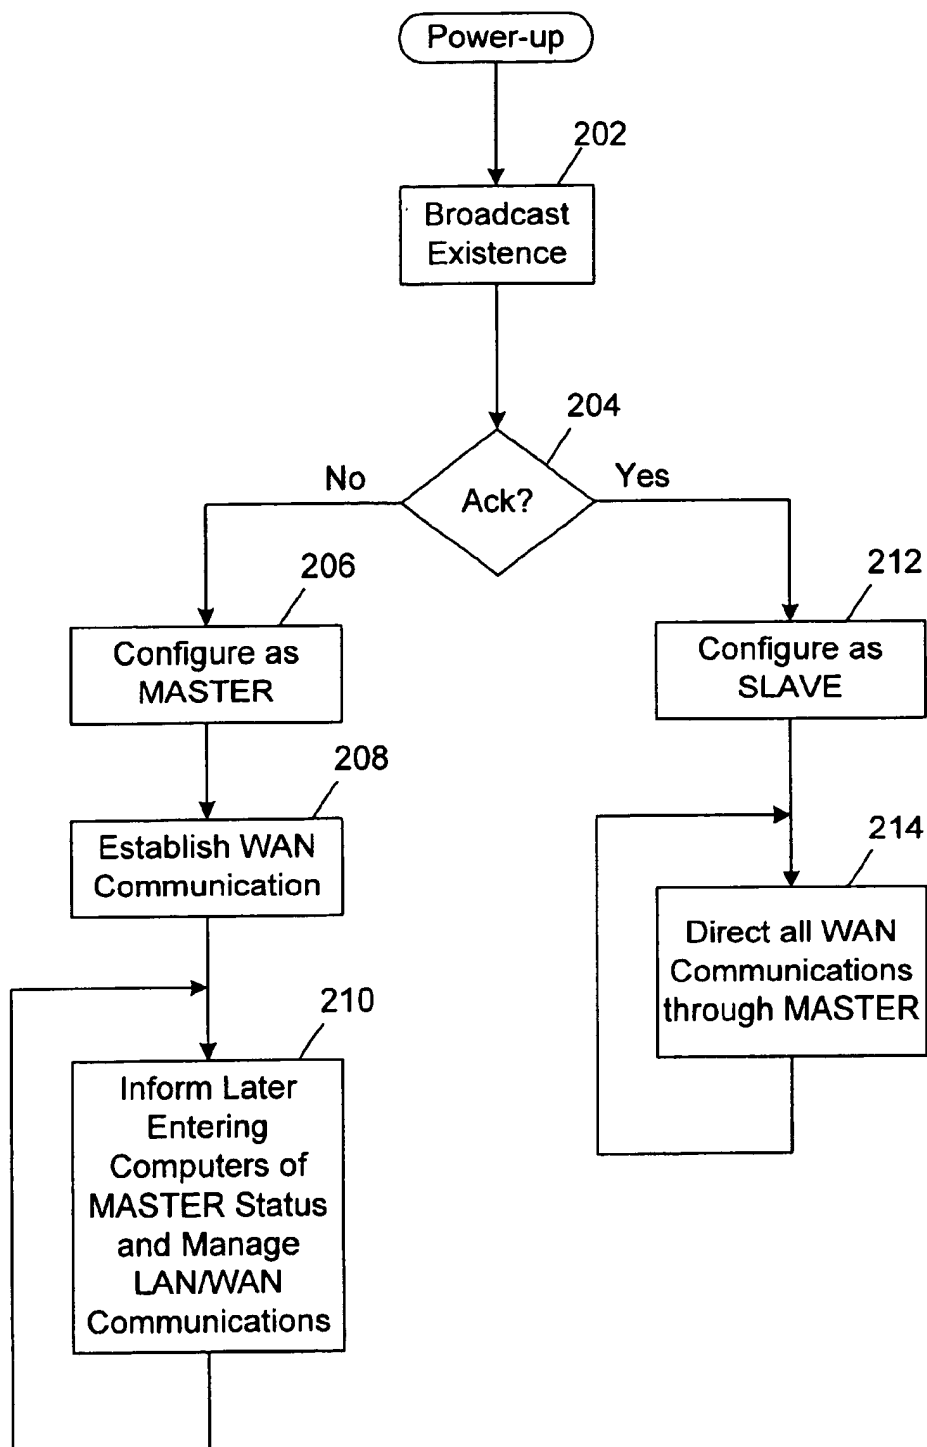 Power-up
202
Broadcast
Existence
204
No
Yes
Ack?
206
212
Configure as
MASTER
Configure as
SLAVE
208
Establish WAN
Communication
214
Direct all WAN
Communications
through MASTER
210
Inform Later
Entering
Computers of
MASTER Status
and Manage
LAN/WAN
Communications